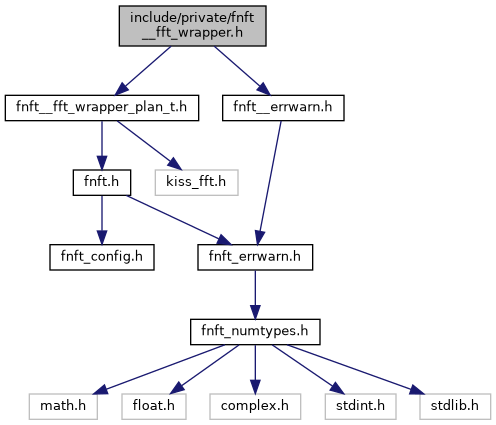 include/private/fnft
__fft_wrapper.h
fnft__fft_wrapper_plan_t.h
fnft__errwarn.h
fnft.h
kiss_fft.h
fnft_config.h
fnft_errwarn.h
fnft_numtypes.h
math.h
float.h
complex.h
stdint.h
stdlib.h